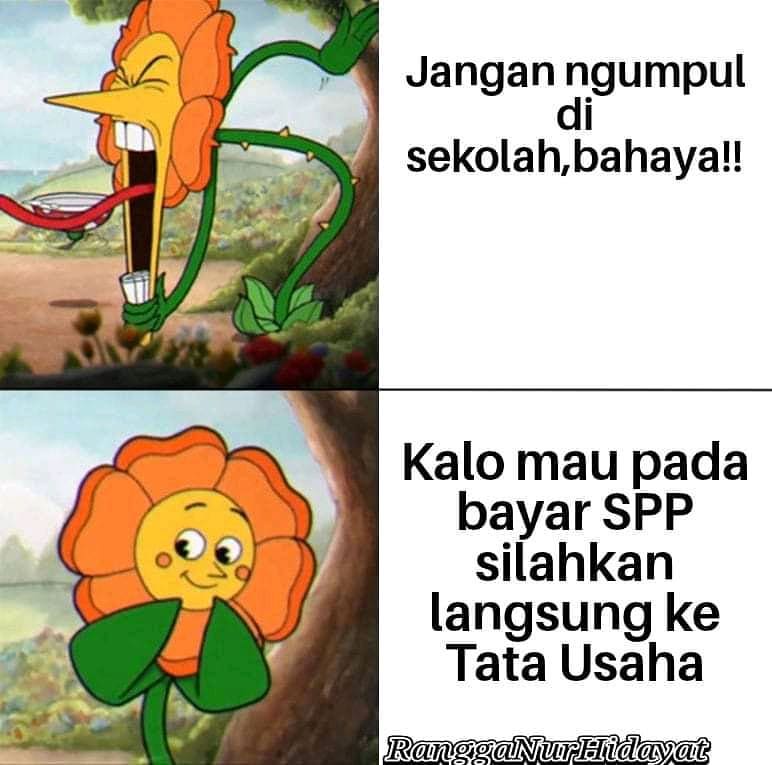 Jangan ngumpul
di
sekolah,bahaya!!
Kalo mau pada
bayar SPP
silahkan
langsung ke
Tata Usaha
RanggaNurHidayat